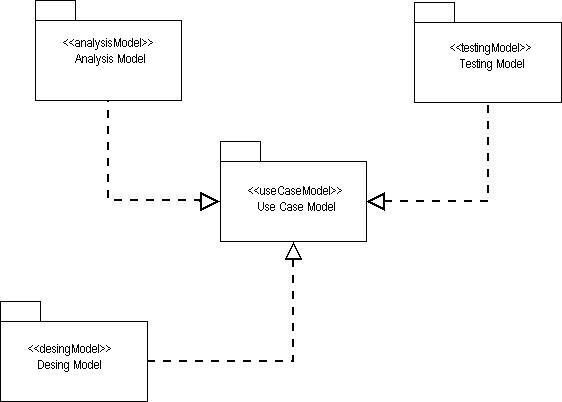 <<analysisModel>>
Analysis Model
<<testingModel>>
Testing Model
<<useCaseModel>>
Use Case Model
<<desingModel>>
Desing Model